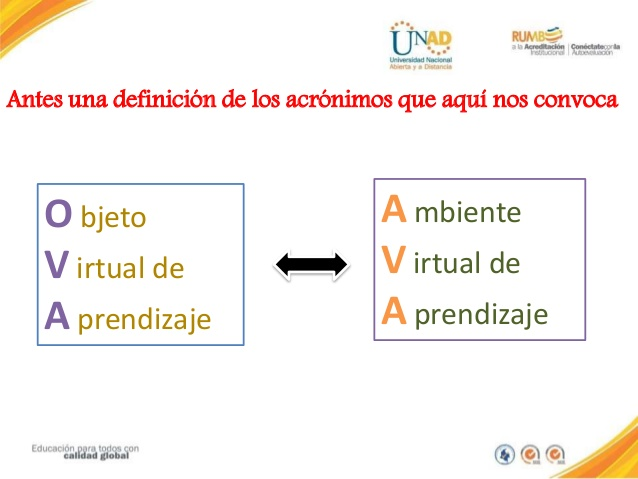 UNAD
Universidad Nacional
Abierta y a Distancia
RUMBO
a la Acreditación
Institucional
Conéctate con la
Autoevaluación
Antes una definición de los acrónimos que aquí nos convoca
O bjeto
V irtual de
A prendizaje
A mbiente
V irtual de
A prendizaje
Educación para todos con
calidad global